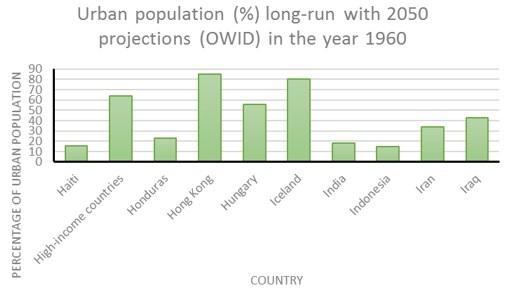 Urban population (%) long-run with 2050
projections (OWID) in the year 1960
PERCENTAGE OF URBAN POPULATION
90
80
70
60
50
40
30
20
10
0
Haiti
High-income countries
Honduras
Hong Kong
Hungary
Iceland
India
Indonesia
Iran
Iraq
COUNTRY